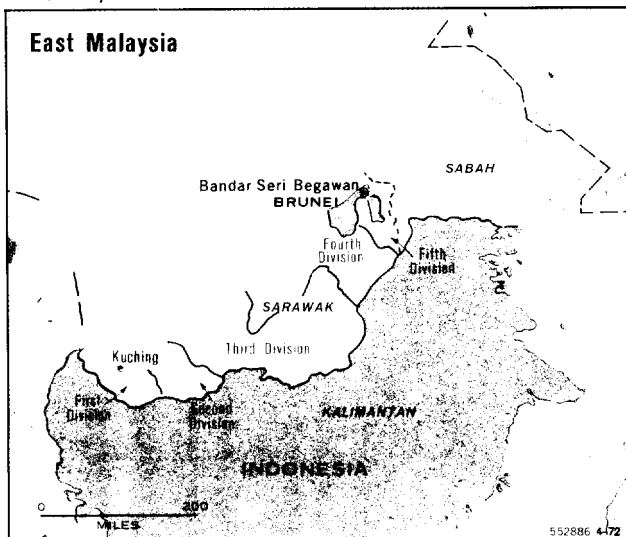 East Malaysia
SABAH
Bandar Seri Begawan
BRUNEI
Fourth
Division
Fifth
Division
SARAWAK
Third Division
Kuching
First
Division
Second
Division
KALIMANTAN
INDONESIA
0 200
MILES
552886 4-72